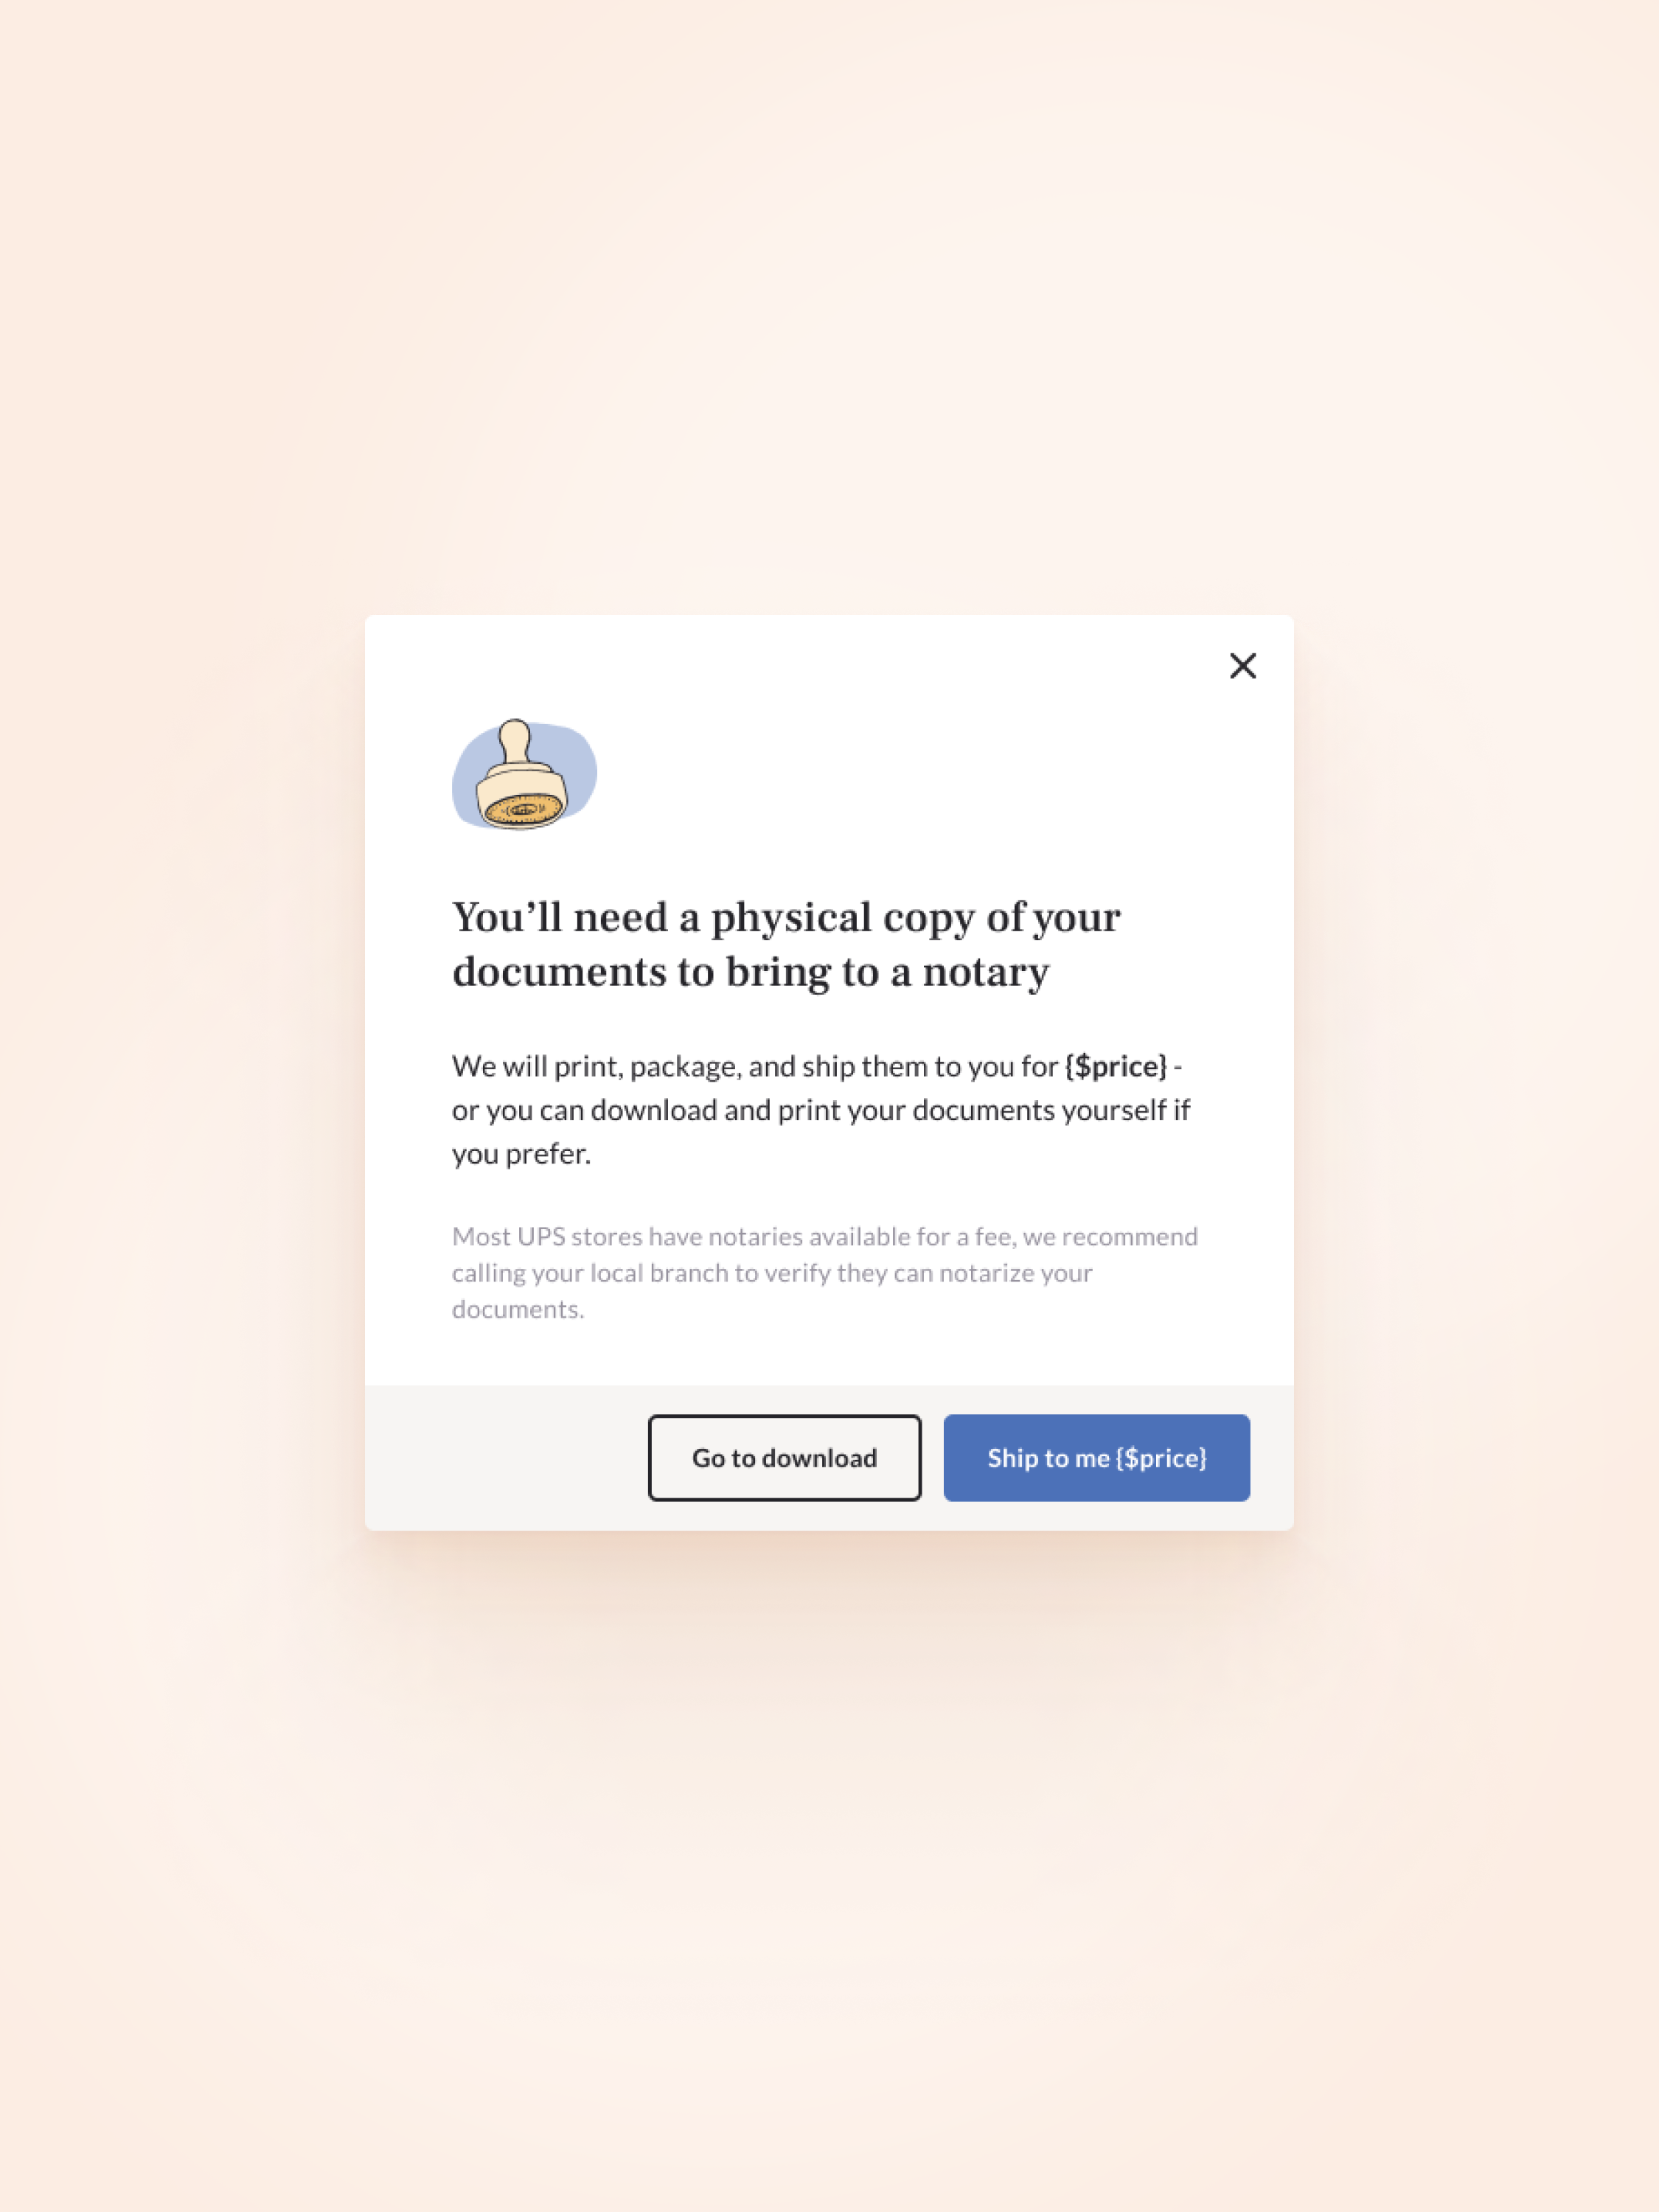 You’ll need a physical copy of your
documents to bring to a notary
We will print, package, and ship them to you for {$price} -
or you can download and print your documents yourself if
you prefer.
Most UPS stores have notaries available for a fee, we recommend
calling your local branch to verify they can notarize your
documents.
Go to download
Ship to me {$price}